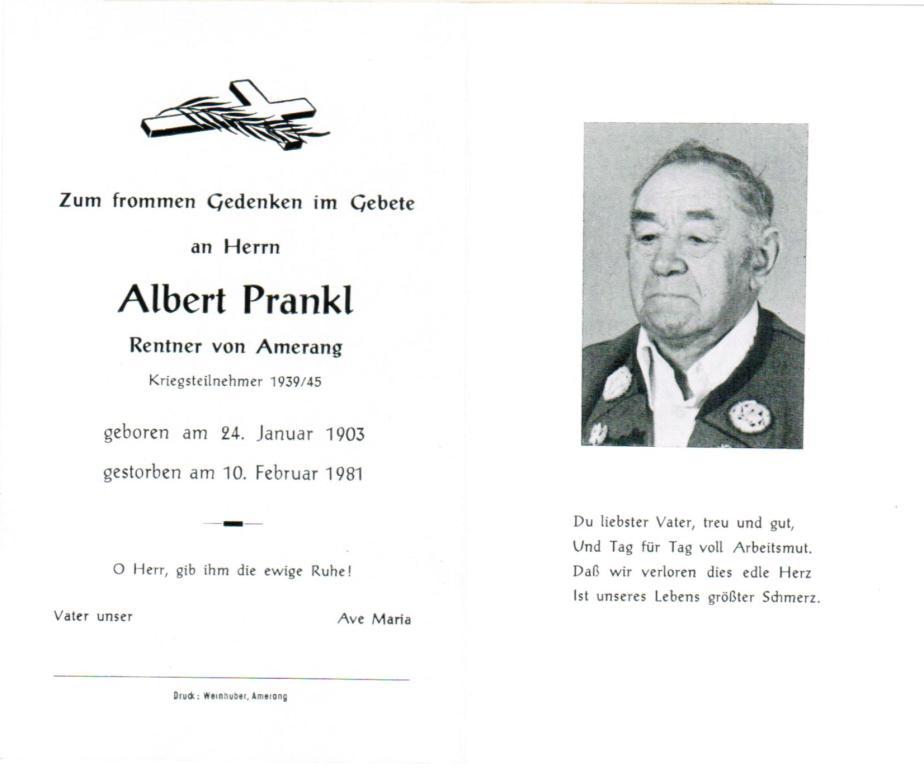 Zum frommen Gedenken im Gebete
an Herrn
Albert Prankl
Rentner von Amerang
Kriegsteilnehmer 1939/45
geboren am 24. Januar 1903
gestorben am 10. Februar 1981
O Herr, gib ihm die ewige Ruhe!
Vater unser Ave Maria
Druck: Weinhuber, Amerang
Du liebster Vater, treu und gut,
Und Tag für Tag voll Arbeitsmut.
Daß wir verloren dies edle Herz
Ist unseres Lebens größter Schmerz.